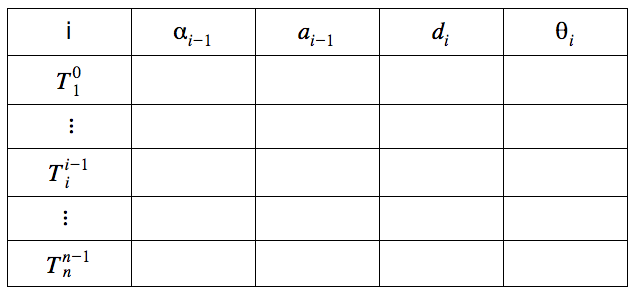 i α_{i−1} a_{i−1} d_i θ_i
T_1^0
⋮
T_i^{i−1}
⋮
T_n^{n−1}